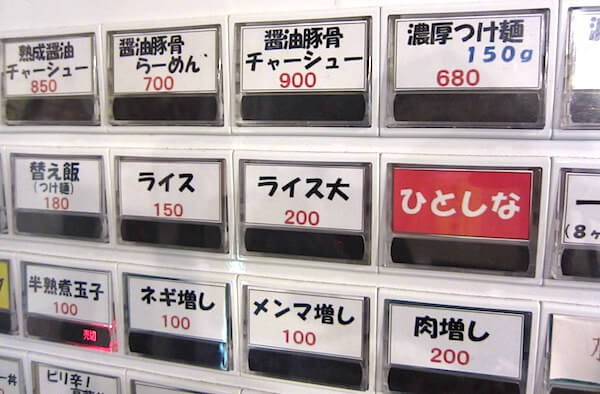 熟成醤油
チャーシュー
850
醤油豚骨
らーめん
700
醤油豚骨
チャーシュー
900
濃厚つけ麺
150g
680
替え飯
(つけ麺)
180
ライス
150
ライス大
200
ひとしな
(8ヶ
半熟煮玉子
100
売切
ネギ増し
100
メンマ増し
100
肉増し
200
ピリ辛!